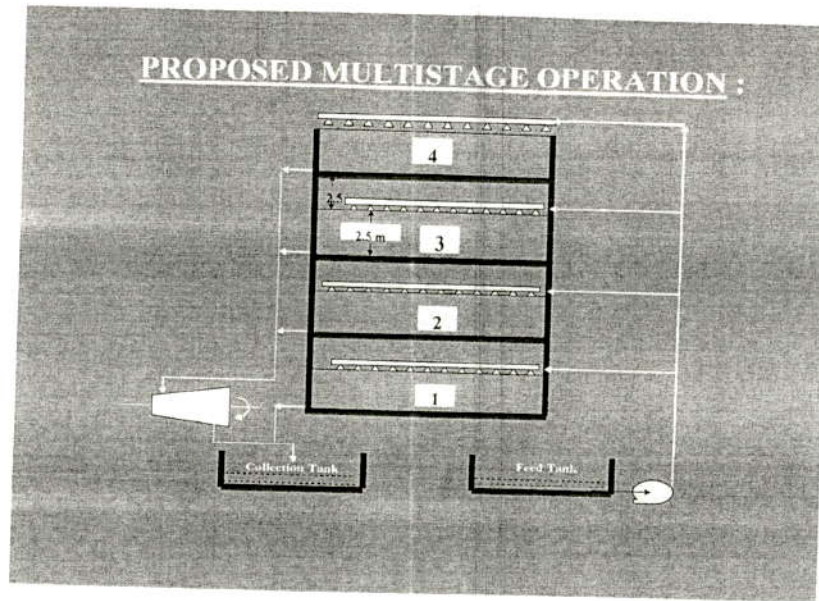 PROPOSED MULTISTAGE OPERATION :
4
2.5
2.5 m
3
2
1
Collection Tank
Feed Tank